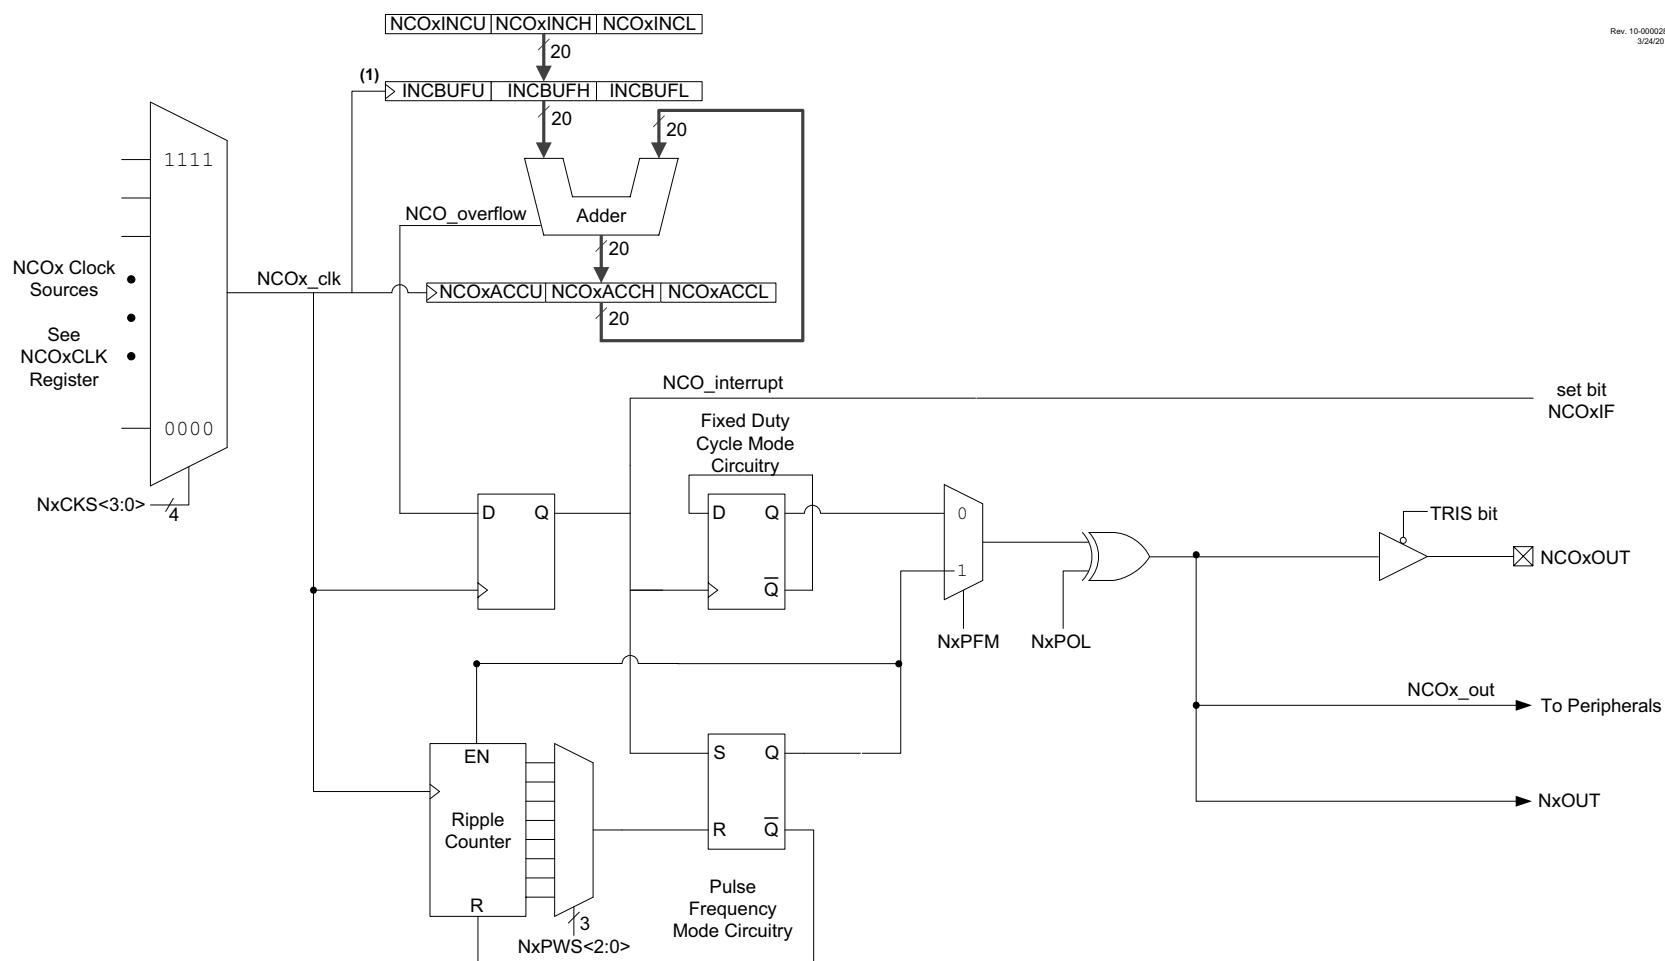 NCOxINCU NCOxINCH NCOxINCL
Rev. 10-000028
3/24/20
20
(1)
INCBUFU INCBUFH INCBUFL
20
20
1111
Adder
NCO_overflow
20
NCOx Clock
Sources
NCOx_clk
NCOxACCU NCOxACCH NCOxACCL
20
See
NCOxCLK
Register
NCO_interrupt
set bit
NCOxIF
0000
Fixed Duty
Cycle Mode
Circuitry
NxCKS<3:0>
4
D Q
D Q
Q
0
1
TRIS bit
NCOxOUT
NxPFM
NxPOL
NCOx_out
To Peripherals
EN
S Q
R Q
Ripple
Counter
R
NxOUT
3
NxPWS<2:0>
Pulse
Frequency
Mode Circuitry